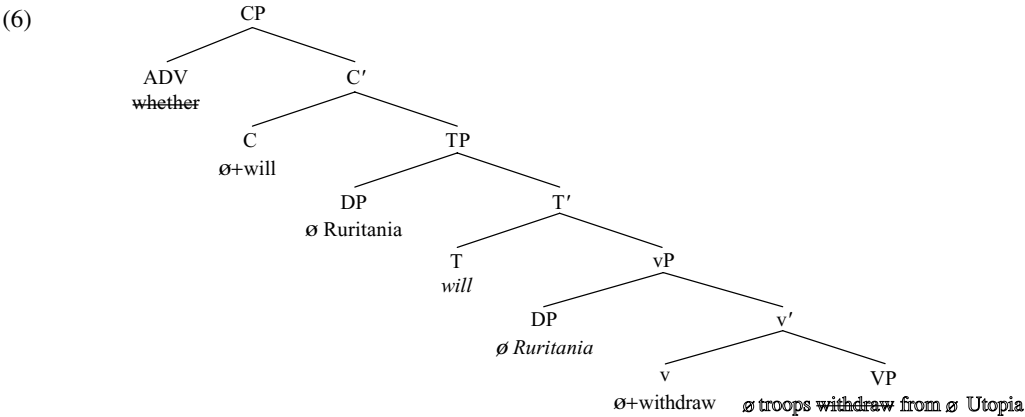 (6)
CP
ADV C′
whether
C TP
ø+will
DP T′
ø Ruritania
T vP
will
DP v′
ø Ruritania
v VP
ø+withdraw ø troops withdraw from ø Utopia